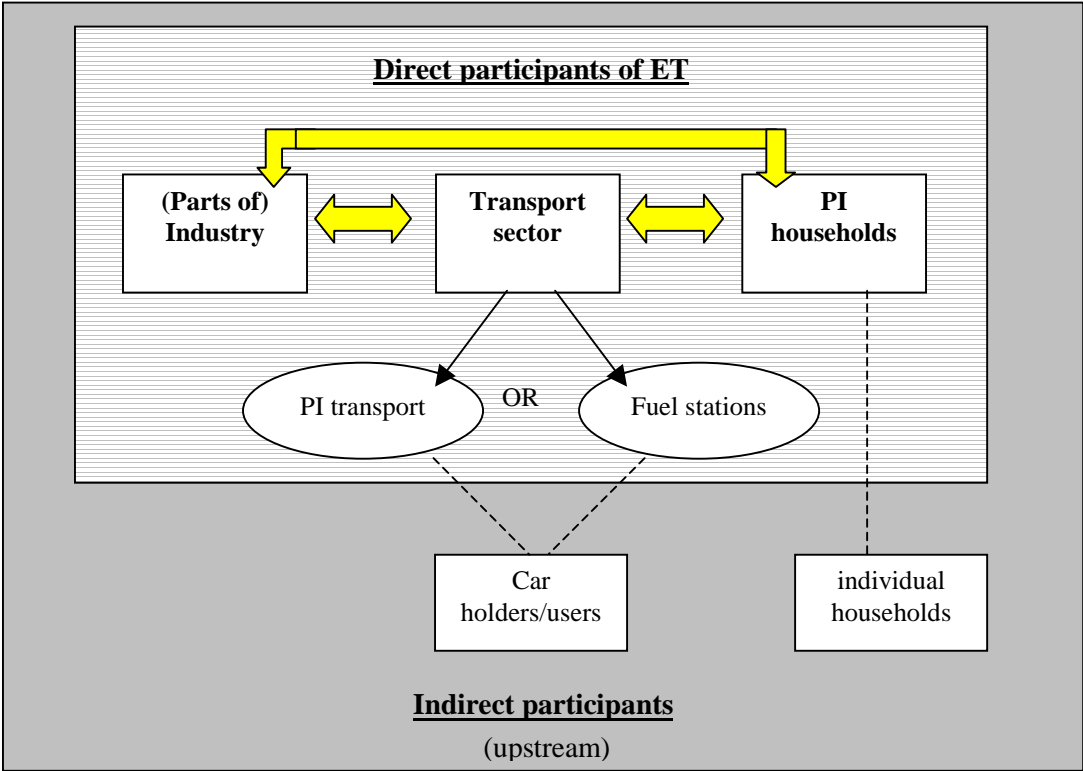 Direct participants of ET
(Parts of)
Industry
Transport
sector
PI
households
PI transport
OR
Fuel stations
Car
holders/users
individual
households
Indirect participants
(upstream)